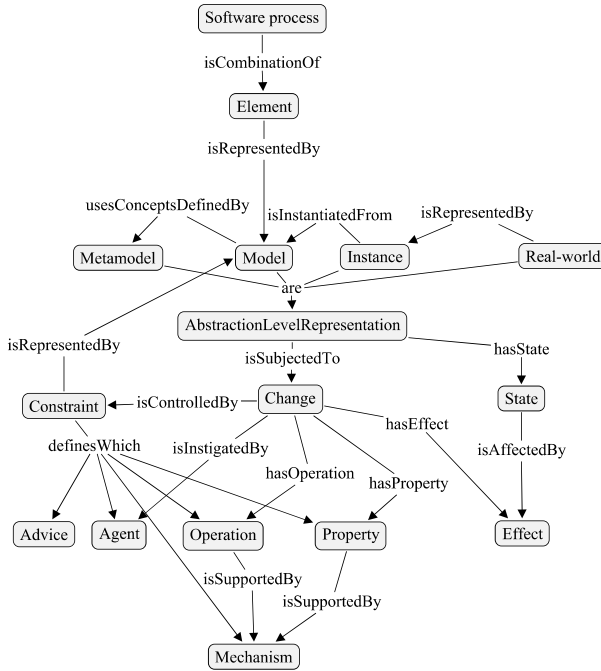 Software process
isCombinationOf
Element
isRepresentedBy
usesConceptsDefinedBy
isInstantiatedFrom
isRepresentedBy
Metamodel
Model
Instance
Real-world
are
AbstractionLevelRepresentation
isRepresentedBy
isSubjectedTo
hasState
Constraint
isControlledBy
Change
State
definesWhich
isInstigatedBy
hasEffect
isAffectedBy
hasOperation
hasProperty
Advice
Agent
Operation
Property
Effect
isSupportedBy
isSupportedBy
Mechanism